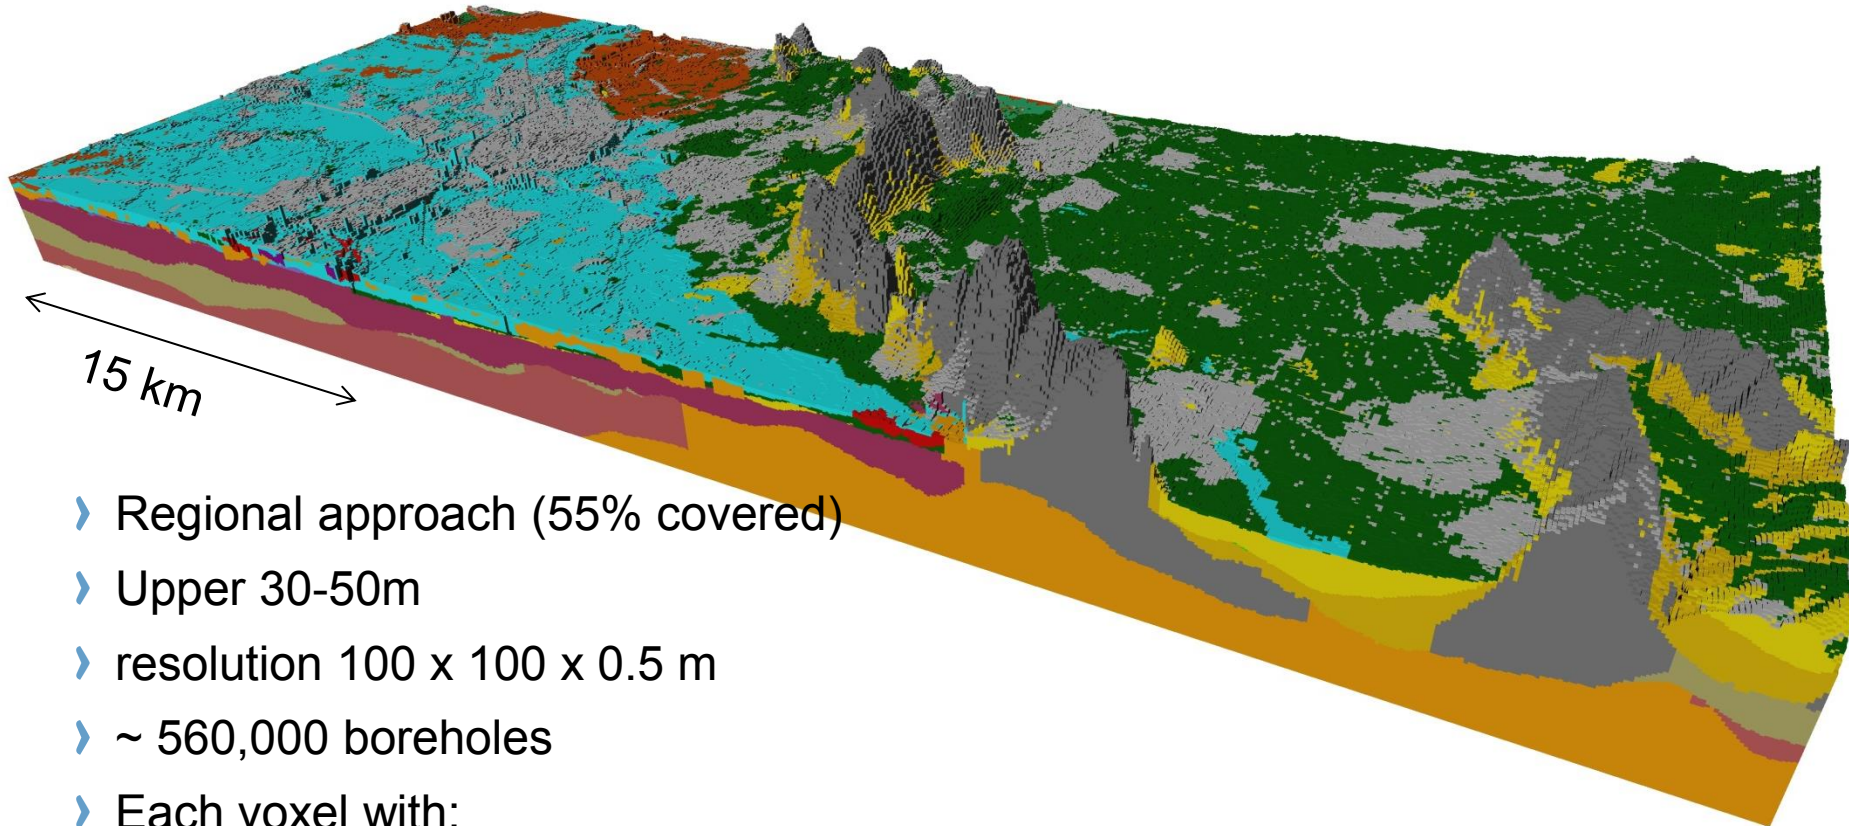 15 km
Regional approach (55% covered)
Upper 30-50m
resolution 100 x 100 x 0.5 m
~ 560,000 boreholes
Each voxel with: